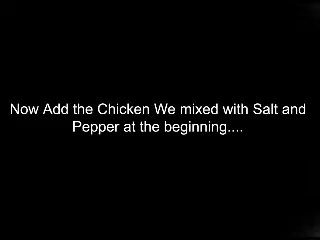 Now Add the Chicken We mixed with Salt and
Pepper at the beginning....